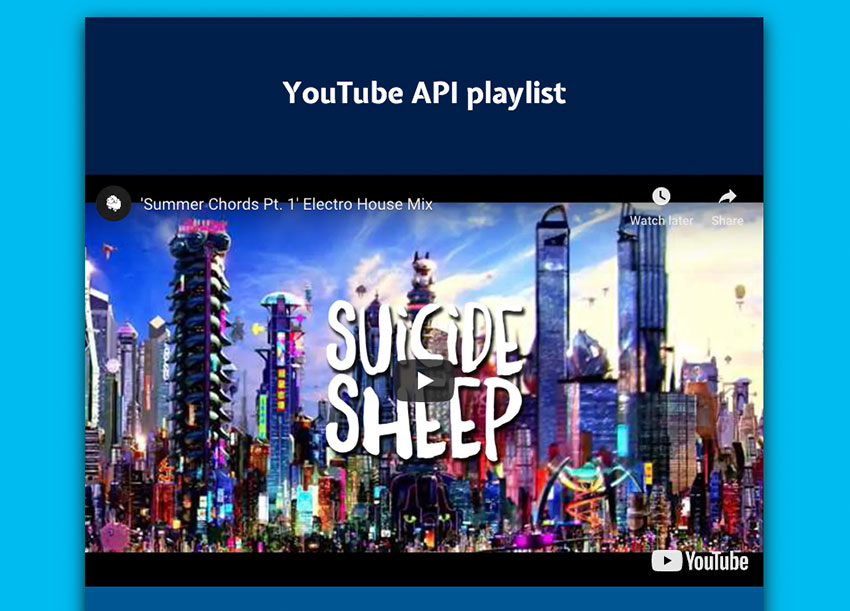 YouTube API playlist
'Summer Chords Pt. 1' Electro House Mix
Watch later
Share
SUiCiDE
SHEEP
YouTube